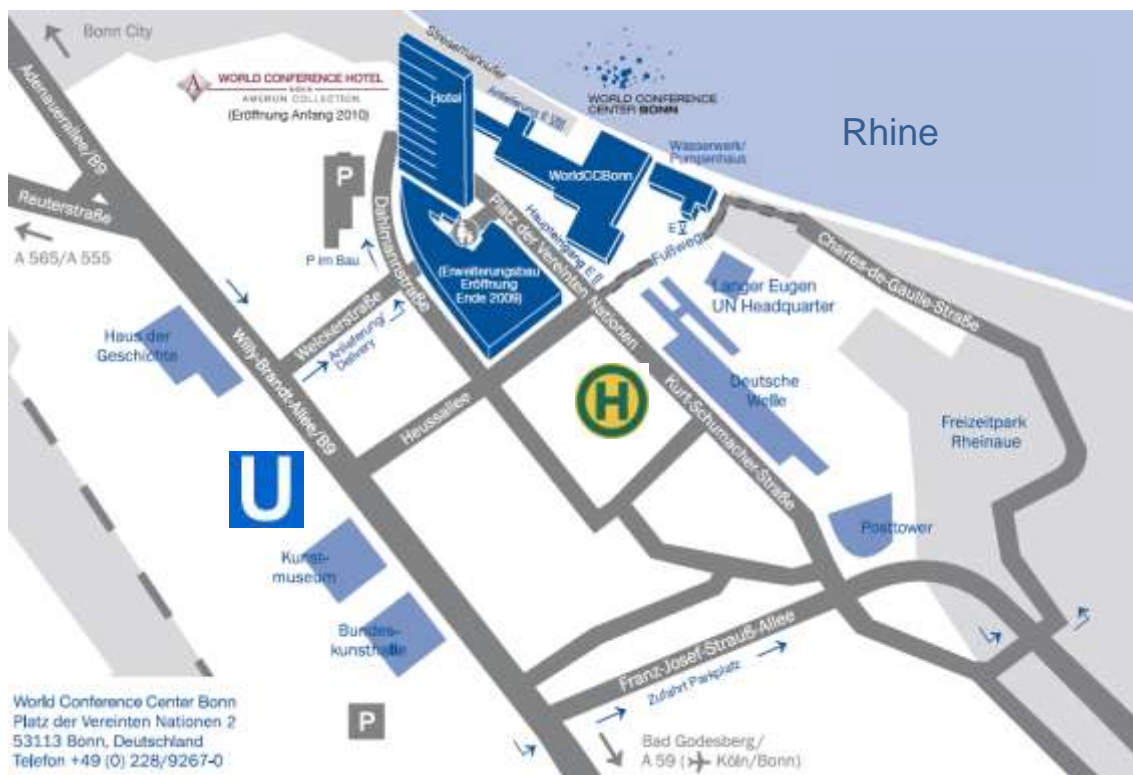 Bonn City
Adenauerallee/B9
Reuterstraße
A 565/A 555
WORLD CONFERENCE HOTEL
BONN
AMERON COLLECTION
(Eröffnung Anfang 2010)
Hotel
Stresemannufer
Anlieferung E VIII
WORLD CONFERENCE
CENTER BONN
Rhine
Wasserwerk/
Pumpenhaus
WorldCCBonn
Platz der Vereinten Nationen
Haupteingang E II
E V
Fußweg
P
P im Bau
Dahlmannstraße
(Erweiterungsbau
Eröffnung
Ende 2009)
Welckerstraße
Anlieferung/
Delivery
Heussallee
Haus der
Geschichte
Willy-Brandt-Allee/B9
Langer Eugen
UN Headquarter
Charles-de-Gaulle-Straße
Deutsche
Welle
H
Kurt-Schumacher-Straße
Freizeitpark
Rheinaue
Posttower
U
Kunst-
museum
Bundes-
kunsthalle
Franz-Josef-Strauß-Allee
Zufahrt Parkplatz
P
World Conference Center Bonn
Platz der Vereinten Nationen 2
53113 Bonn, Deutschland
Telefon +49 (0) 228/9267-0
Bad Godesberg/
A 59 (Köln/Bonn)